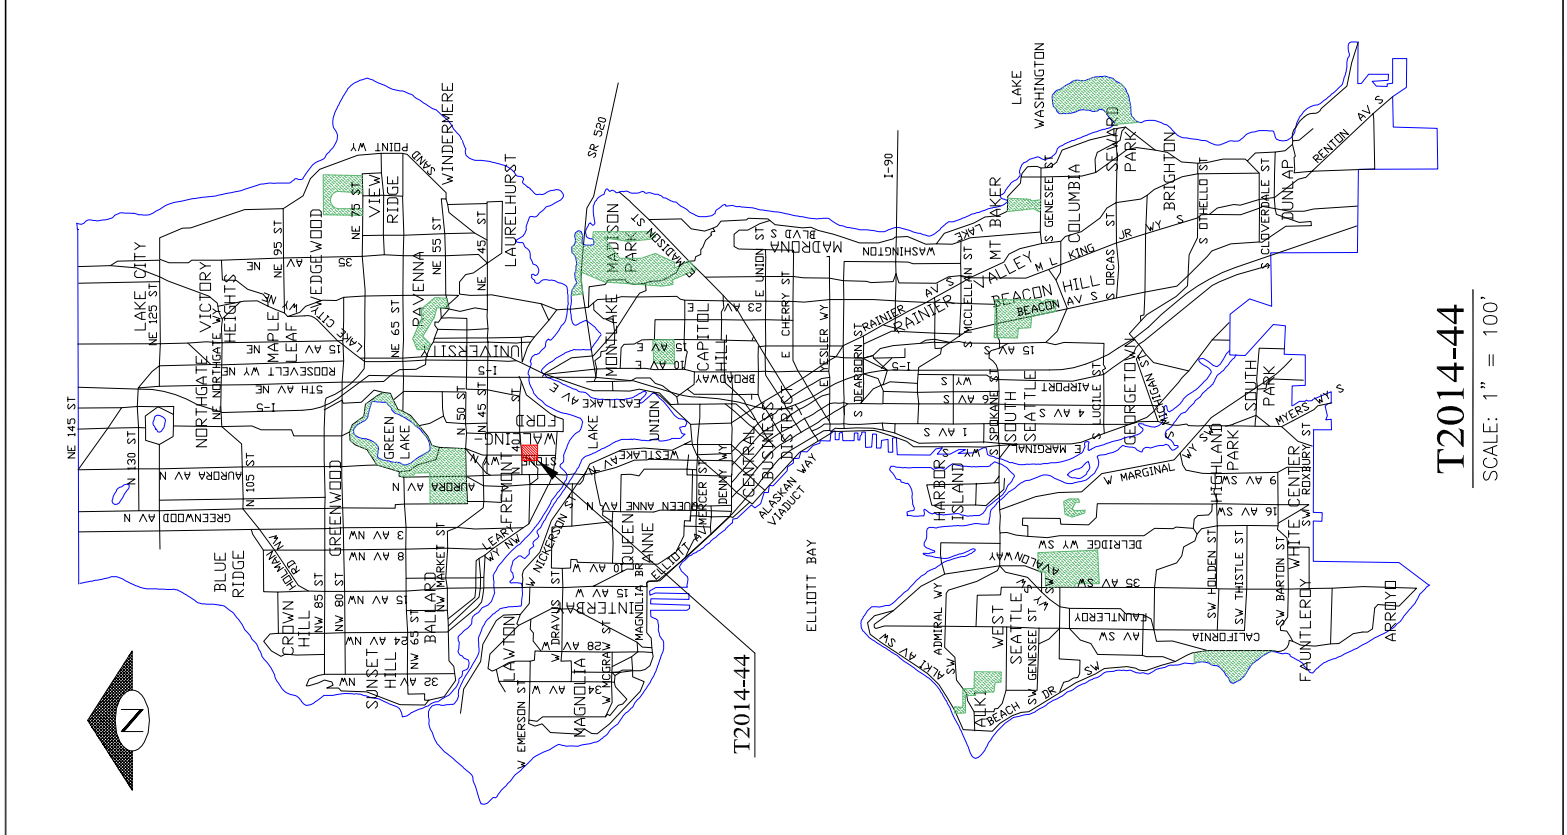 LAKE
WASHINGTON
WINDERMERE
SR 520
I-90
SAND
POINT WY
VIEW
RIDGE
NE 75 ST
LAURELHURST
NE 55 ST
NE 45 ST
NE 95 ST
35 AV NE
WEDGEWOOD
RAVENNA
LAKE CITY
NE 125 ST
VICTORY
HEIGHTS
LAKE CITY WY NE
MAPLE
LEAF
NE 65 ST
15 AV NE
ROOSEVELT WY NE
5TH AV NE
I-5
NORTHGATE
NE NORTHGATE WY
UNIVERSITY
I-5
NE 145 ST
N 130 ST
N 105 ST
AURORA AV N
GREENWOOD AV N
GREEN
LAKE
N 50 ST
N 45 ST
WALLING
FORD
N 40 ST
STONE WY N
AURORA AV N
FREMONT
GREENWOOD
3 AV NW
8 AV NW
15 AV NW
24 AV NW
32 AV NW
HOLMAN RD NW
BLUE
RIDGE
CROWN
HILL
NW 85 ST
NW 80 ST
NW 65 ST
NW MARKET ST
LEARY
WY NW
BALLARD
SUNSET
HILL
MADISON
PARK
E MADISON ST
MONTLAKE
CAPITOL
HILL
23 AV E
15 AV E
10 AV E
BROADWAY
EASTLAKE AV E
LAKE
UNION
WESTLAKE AV N
E UNION ST
E CHERRY ST
E YESLER WY
MADRONA
LAKE WASHINGTON BLVD S
CENTRAL
BUSINESS
DISTRICT
ALASKAN WAY
VIADUCT
MERCER ST
DENNY WY
QUEEN ANNE AV N
QUEEN
ANNE
ELLIOTT AV
W NICKERSON ST
10 AV W
15 AV W
INTERBAY
W DRAVUS ST
MAGNOLIA BR
28 AV W
34 AV W
W MCGRAW ST
LAWTON
W EMERSON ST
MAGNOLIA
ELLIOTT BAY
MT BAKER
S GENESEE ST
COLUMBIA
SEWARD
PARK
BRIGHTON
S OTHELLO ST
S CLOVERDALE ST
DUNLAP
RENTON AV S
M L KING JR WY S
S ORCAS ST
RAINIER AV S
RAINIER VALLEY
S MCCLELLAN ST
BEACON HILL
BEACON AV S
S DEARBORN ST
15 AV S
I-5
AIRPORT WY S
6 AV S
4 AV S
1 AV S
S SPOKANE ST
SOUTH
SEATTLE
S LUCILE ST
GEORGETOWN
S MICHIGAN ST
E MARGINAL
W MARGINAL WY SW
HARBOR
ISLAND
SOUTH
PARK
MYERS WY S
HIGHLAND
PARK
9 AV SW
16 AV SW
SW ROXBURY ST
WHITE CENTER
DELRIDGE WY SW
AVALON WAY
35 AV SW
SW HOLDEN ST
SW THISTLE ST
SW BARTON ST
FAUNTLEROY WY SW
CALIFORNIA AV SW
ADMIRAL WY SW
WEST
SEATTLE
SW GENESEE ST
ALKI AV SW
ALKI
BEACH DR SW
FAUNTLEROY
ARROYO
N
T2014-44
T2014-44
SCALE: 1" = 100'